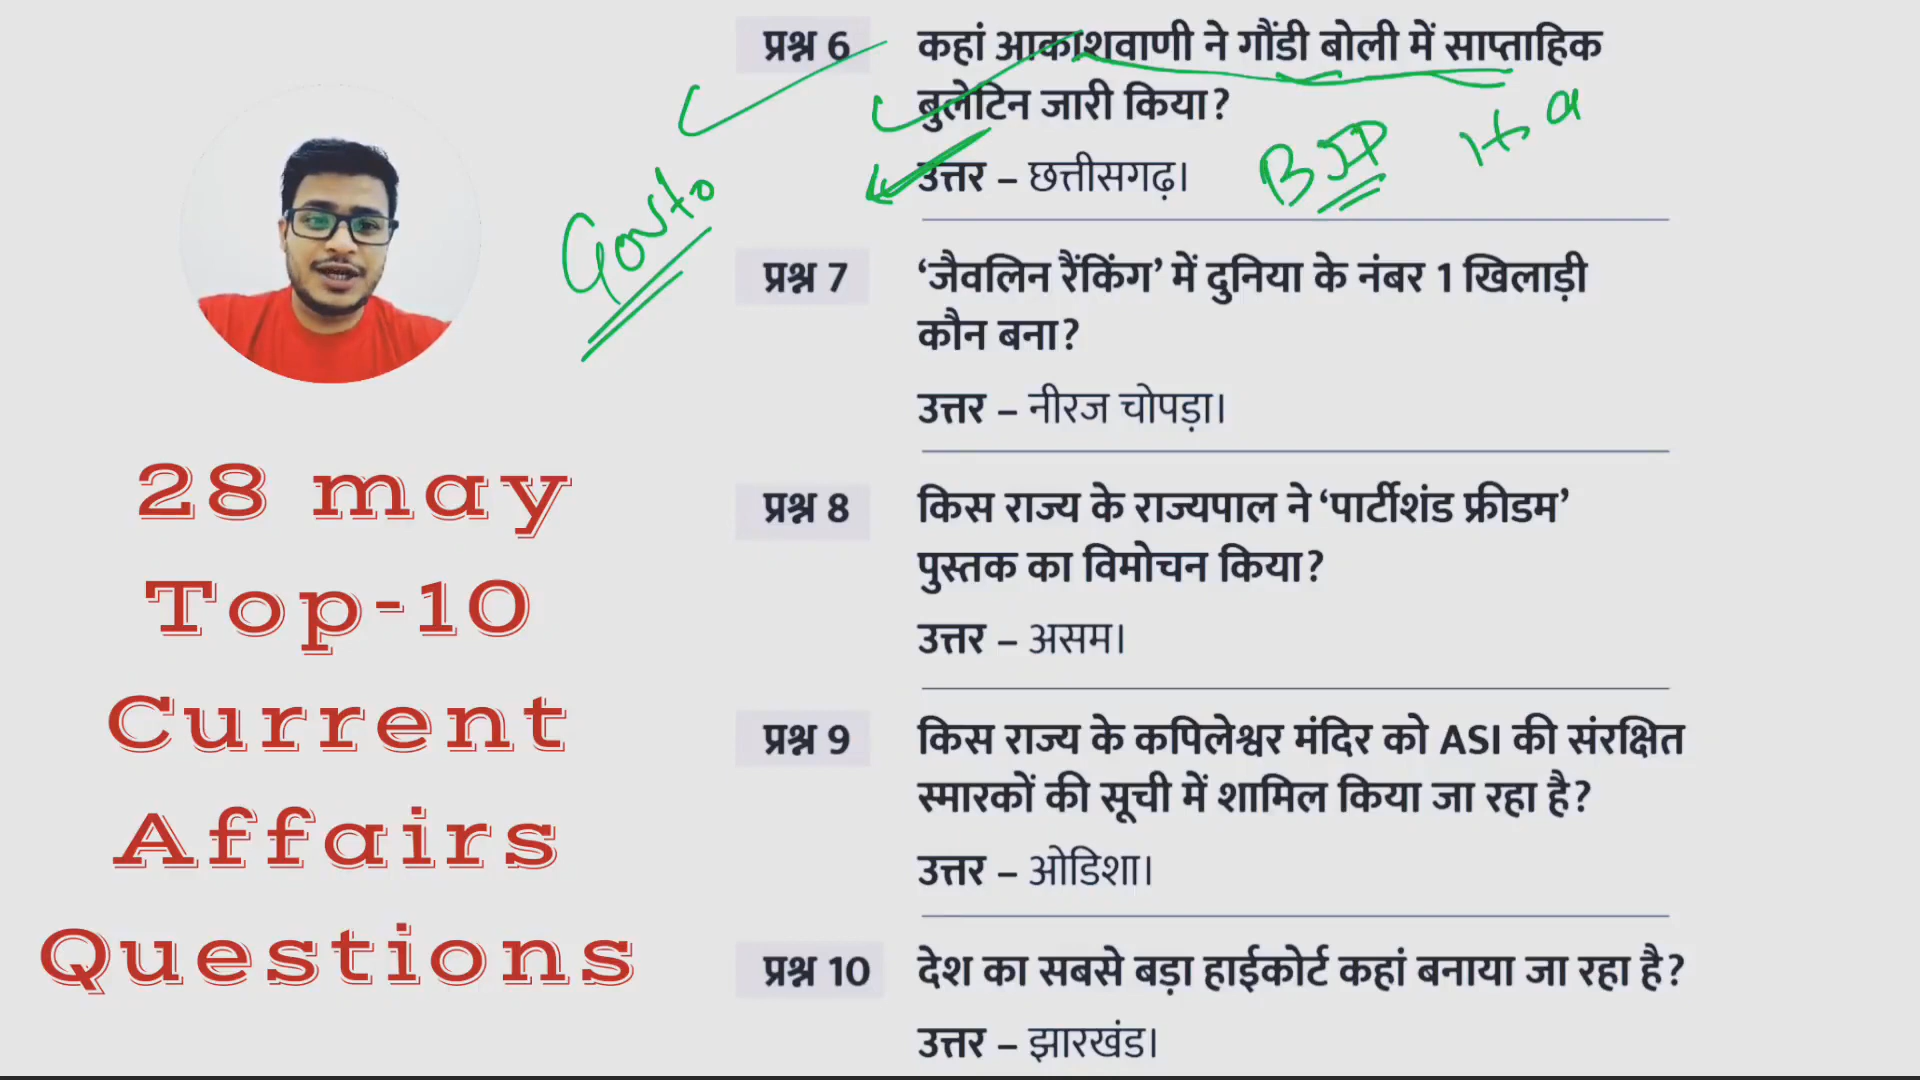 28 may
Top-10
Current
Affairs
Questions
Govto
प्रश्न 6
कहां आकाशवाणी ने गौंडी बोली में साप्ताहिक
बुलेटिन जारी किया?
उत्तर – छत्तीसगढ़।
BJP
प्रश्न 7
‘जैवलिन रैंकिंग’ में दुनिया के नंबर 1 खिलाड़ी
कौन बना?
उत्तर – नीरज चोपड़ा।
प्रश्न 8
किस राज्य के राज्यपाल ने ‘पार्टीशंड फ्रीडम’
पुस्तक का विमोचन किया?
उत्तर – असम।
प्रश्न 9
किस राज्य के कपिलेश्वर मंदिर को ASI की संरक्षित
स्मारकों की सूची में शामिल किया जा रहा है?
उत्तर – ओडिशा।
प्रश्न 10
देश का सबसे बड़ा हाईकोर्ट कहां बनाया जा रहा है?
उत्तर – झारखंड।